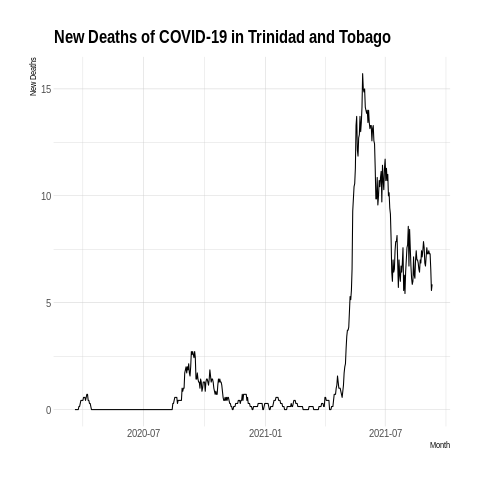 New Deaths of COVID-19 in Trinidad and Tobago
New Deaths
15
10
5
0
2020-07
2021-01
2021-07
Month